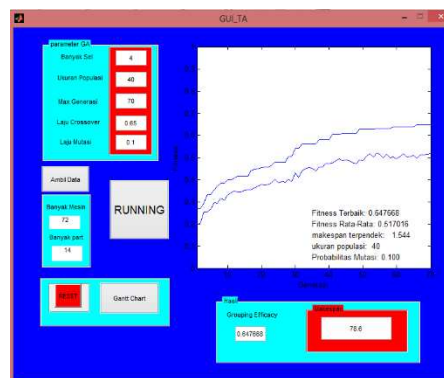 GUI_TA
parameter GA
Banyak Sel
4
Ukuran Populasi
40
Max Generasi
70
Laju Crossover
0.65
Laju Mutasi
0.1
Ambil Data
Banyak Mesin
72
Banyak part
14
RUNNING
RESET
Gantt Chart
Fitness Terbaik: 0.647668
Fitness Rata-Rata: 0.517016
makespan terpendek: 1.544
ukuran populasi: 40
Probabilitas Mutasi: 0.100
Hasil
Grouping Efficacy
0.647668
78.6